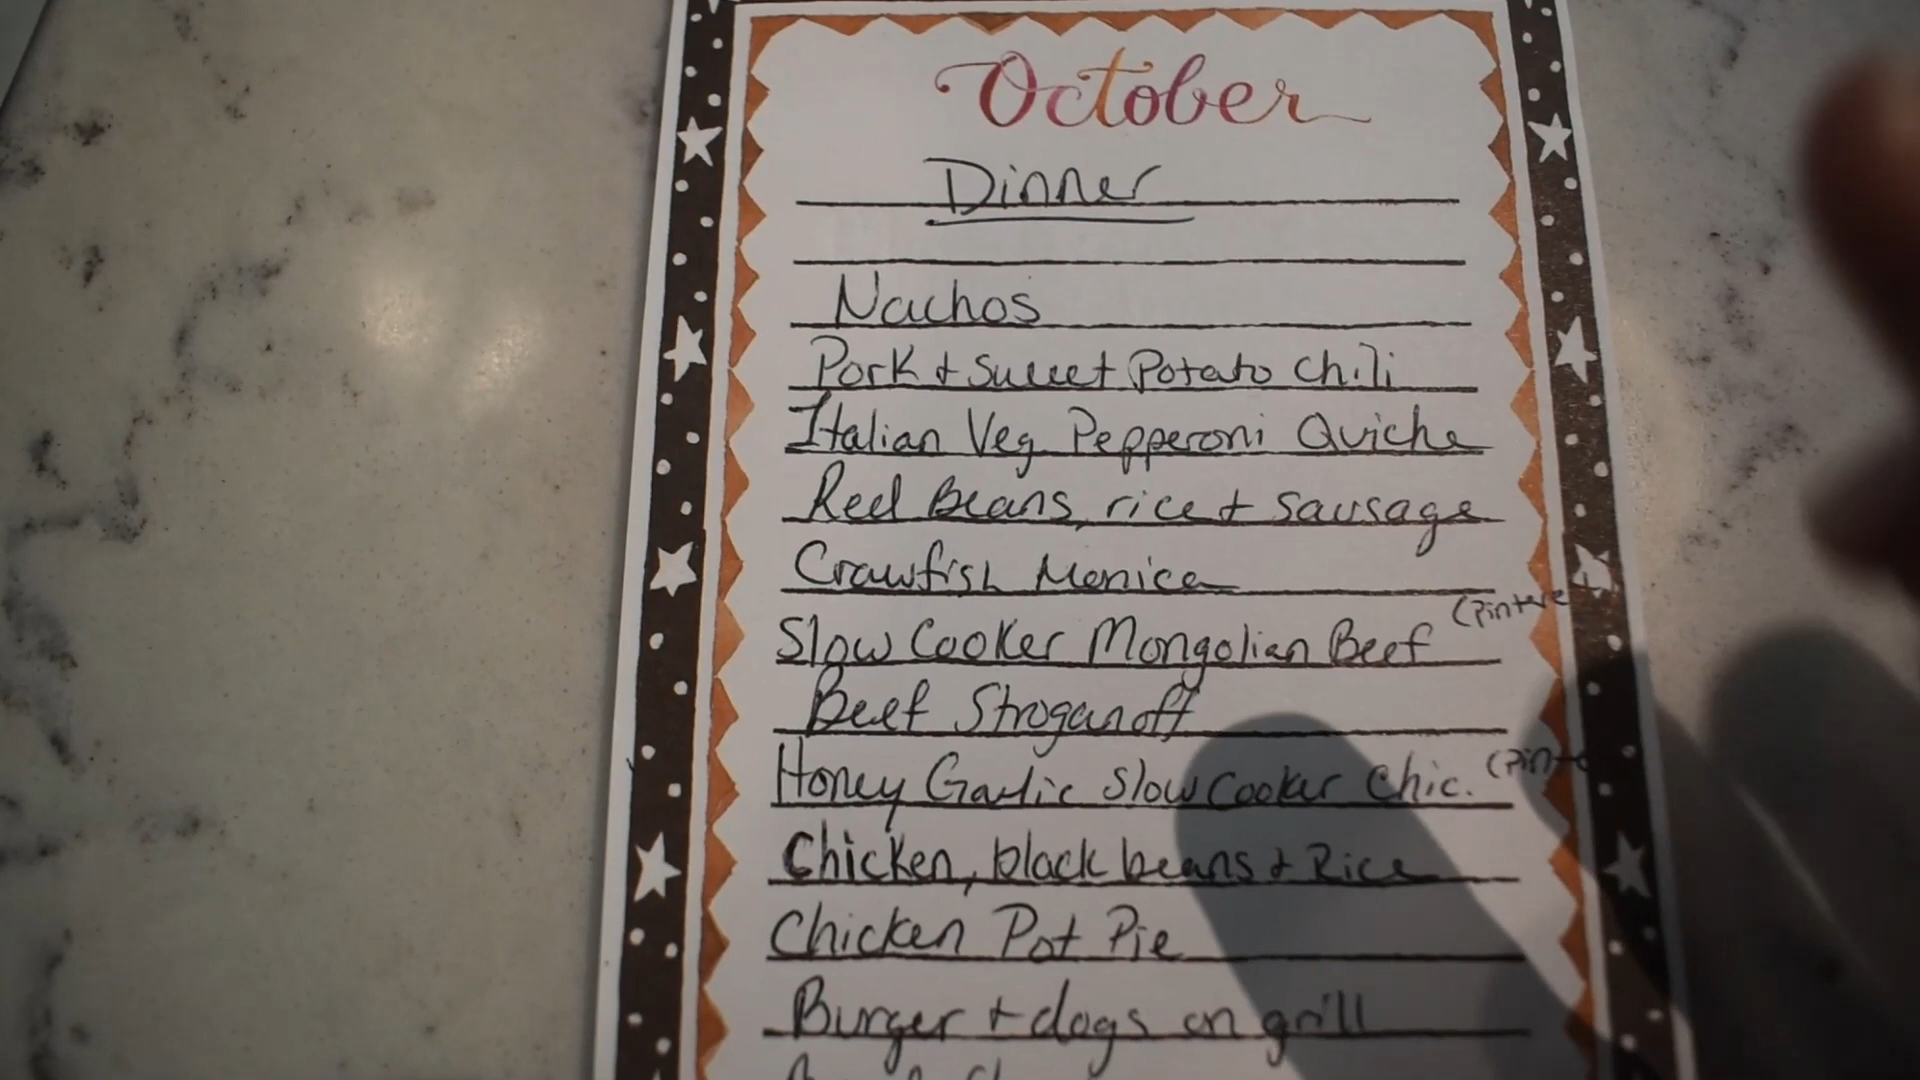 October
Dinner
Nachos
Pork + Sweet Potato Chili
Italian Veg Pepperoni Quiche
Red Beans, rice + sausage
Crawfish Monica
(Pintere
Slow Cooker Mongolian Beef
Beef Stroganoff
Honey Garlic Slow Cooker Chic. (Pinte
Chicken, black beans + Rice
Chicken Pot Pie
Burger + dogs on grill